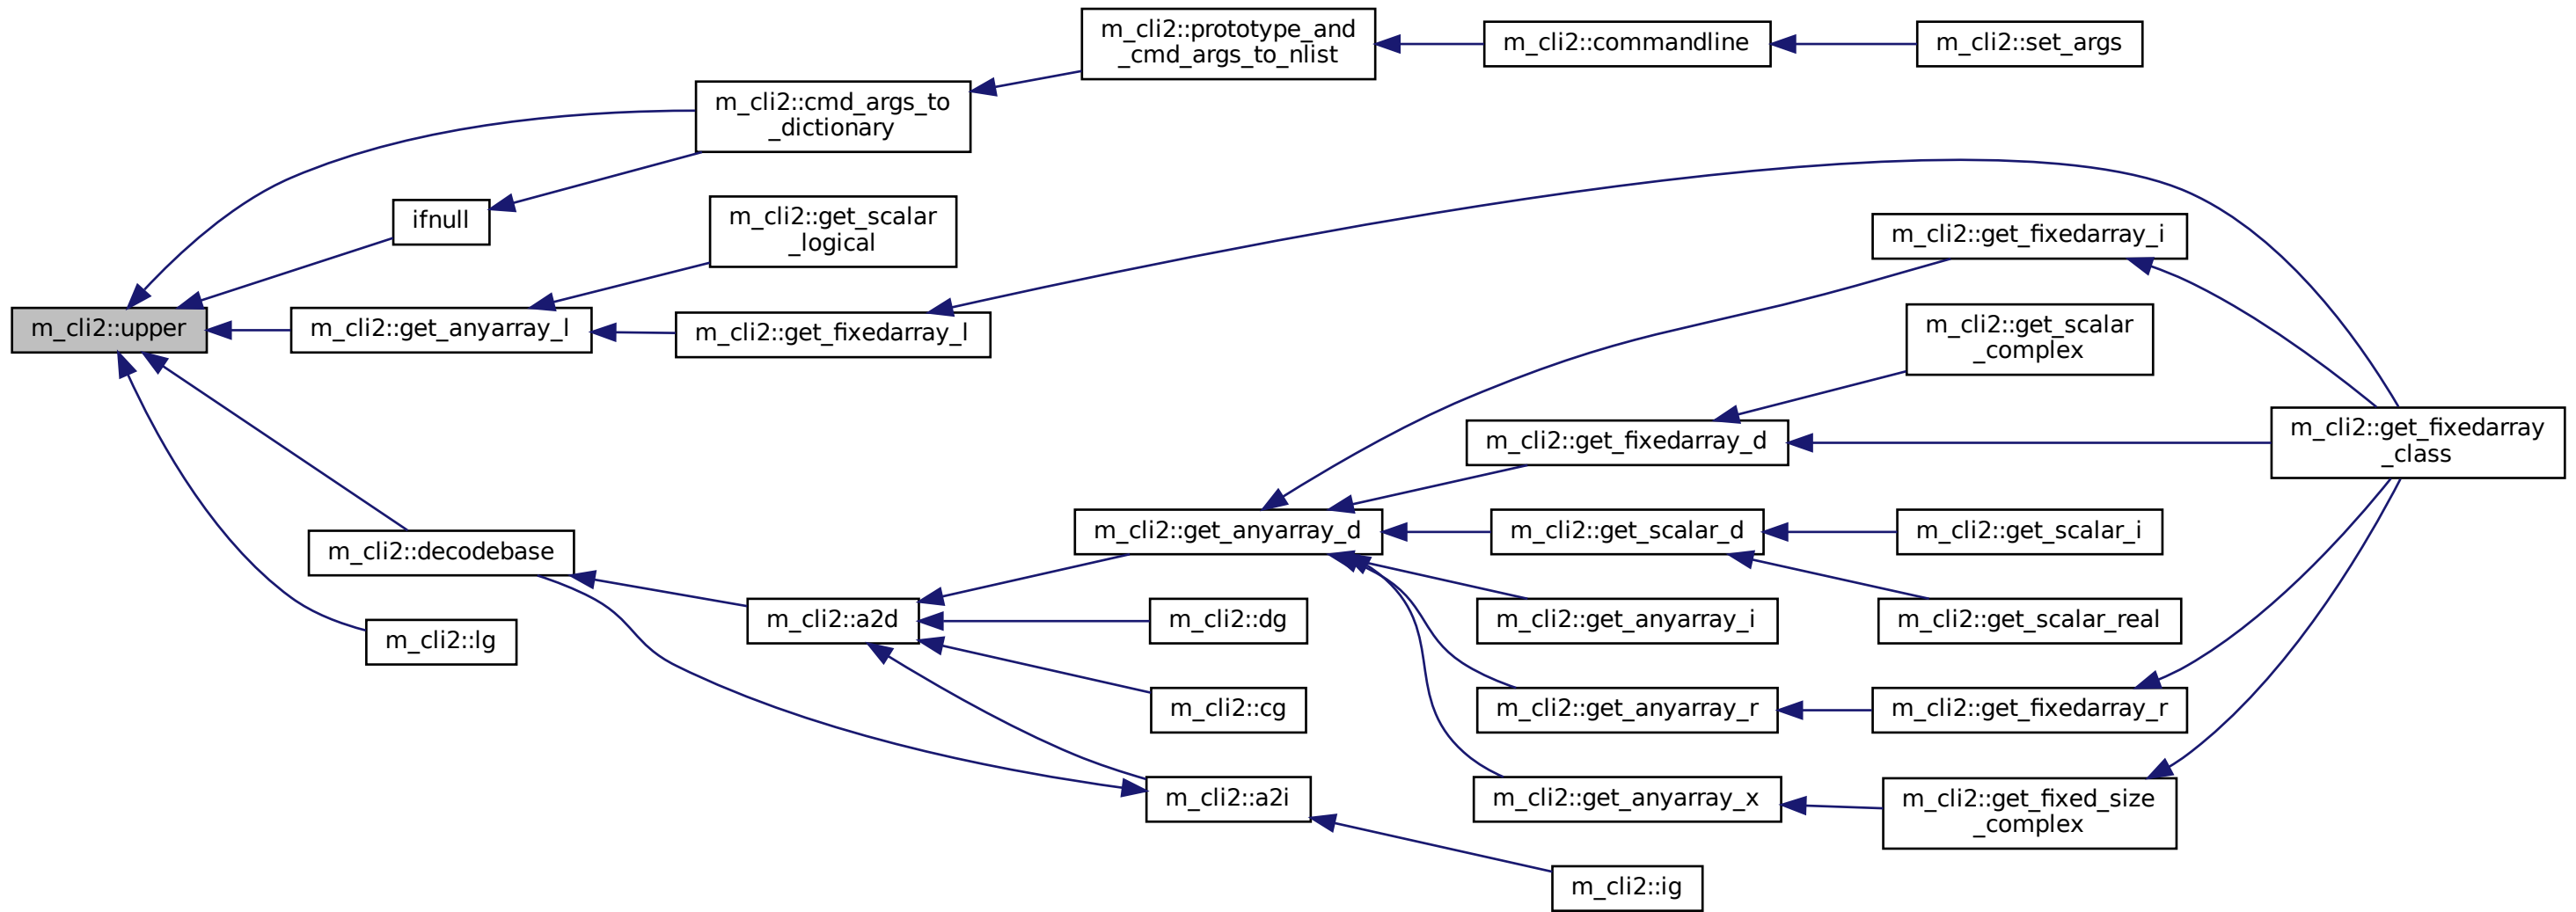 m_cli2::prototype_and
_cmd_args_to_nlist
m_cli2::commandline
m_cli2::set_args
m_cli2::cmd_args_to
_dictionary
ifnull
m_cli2::get_scalar
_logical
m_cli2::get_fixedarray_i
m_cli2::upper
m_cli2::get_anyarray_l
m_cli2::get_fixedarray_l
m_cli2::get_scalar
_complex
m_cli2::get_fixedarray_d
m_cli2::get_fixedarray
_class
m_cli2::decodebase
m_cli2::get_anyarray_d
m_cli2::get_scalar_d
m_cli2::get_scalar_i
m_cli2::lg
m_cli2::a2d
m_cli2::dg
m_cli2::get_anyarray_i
m_cli2::get_scalar_real
m_cli2::cg
m_cli2::get_anyarray_r
m_cli2::get_fixedarray_r
m_cli2::a2i
m_cli2::get_anyarray_x
m_cli2::get_fixed_size
_complex
m_cli2::ig